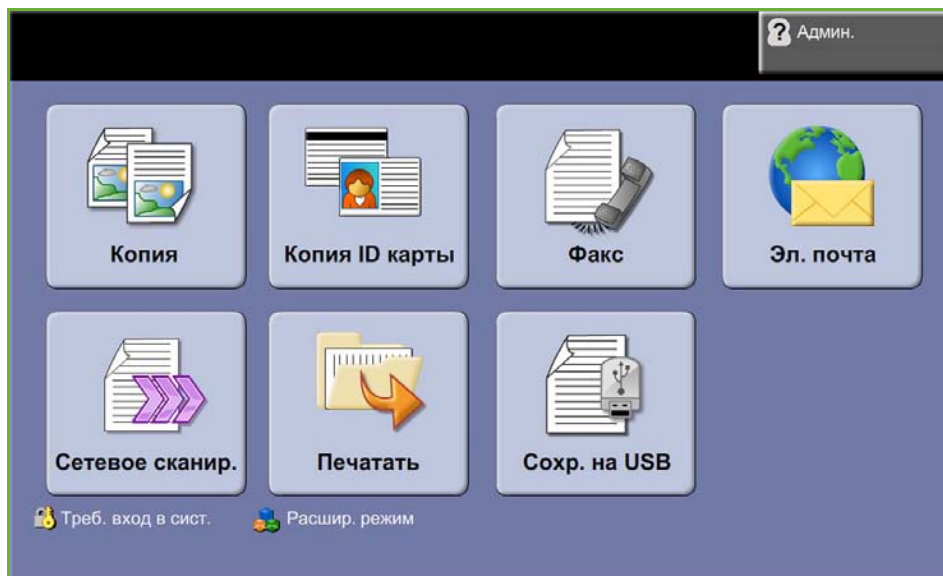 Админ.
Копия
Копия ID карты
Факс
Эл. почта
Сетевое сканир.
Печатать
Сохр. на USB
Треб. вход в сист.
Расшир. режим